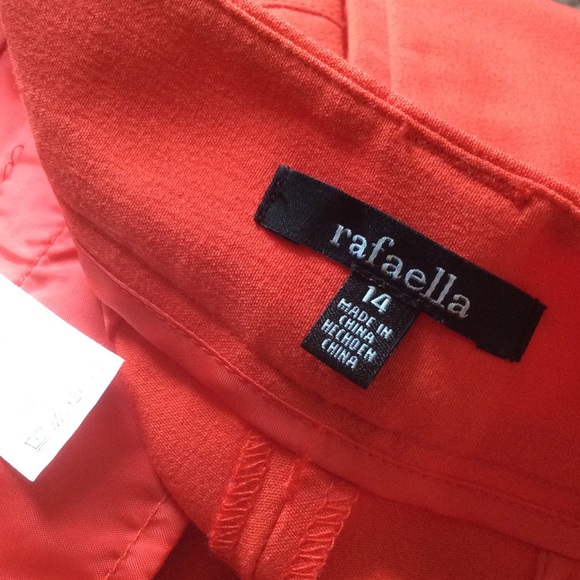 rafaella
14
MADE IN
CHINA
HECHO EN
CHINA